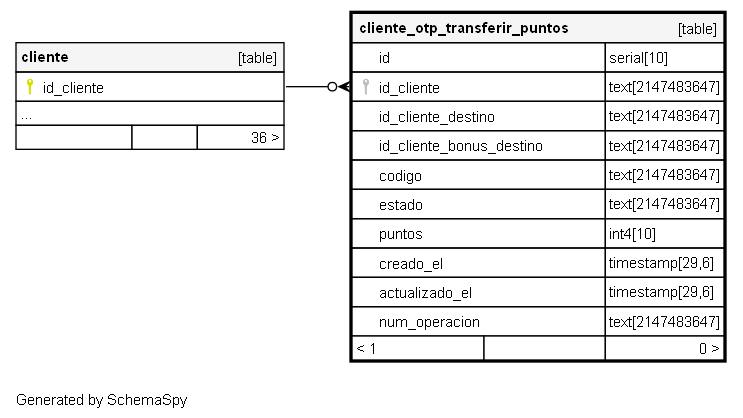 cliente [table]
id_cliente
...
36 >
cliente_otp_transferir_puntos [table]
id serial[10]
id_cliente text[2147483647]
id_cliente_destino text[2147483647]
id_cliente_bonus_destino text[2147483647]
codigo text[2147483647]
estado text[2147483647]
puntos int4[10]
creado_el timestamp[29,6]
actualizado_el timestamp[29,6]
num_operacion text[2147483647]
< 1 0 >
Generated by SchemaSpy